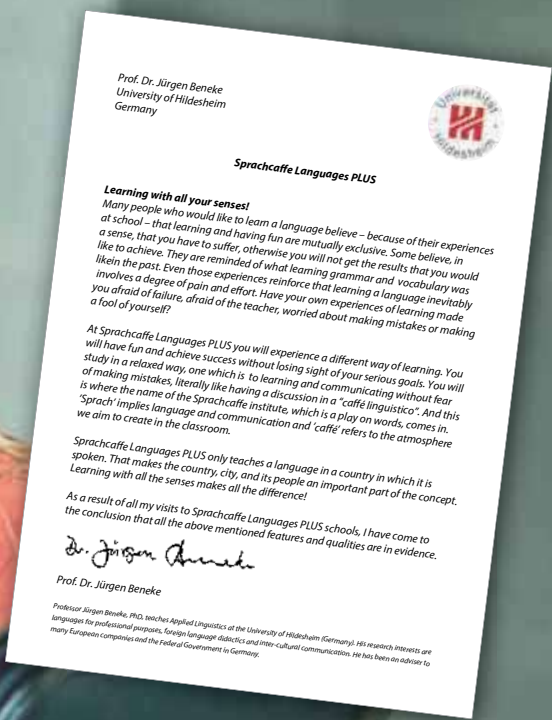 Prof. Dr. Jürgen Beneke
University of Hildesheim
Germany
Universität
Hildesheim
Sprachcaffe Languages PLUS
Learning with all your senses!
Many people who would like to learn a language believe – because of their experiences
at school – that learning and having fun are mutually exclusive. Some believe, in
a sense, that you have to suffer, otherwise you will not get the results that you would
like to achieve. They are reminded of what learning grammar and vocabulary was
likein the past. Even those experiences reinforce that learning a language inevitably
involves a degree of pain and effort. Have your own experiences of learning made
you afraid of failure, afraid of the teacher, worried about making mistakes or making
a fool of yourself?
At Sprachcaffe Languages PLUS you will experience a different way of learning. You
will have fun and achieve success without losing sight of your serious goals. You will
study in a relaxed way, one which is to learning and communicating without fear
of making mistakes, literally like having a discussion in a “caffé linguistico”. And this
is where the name of the Sprachcaffe institute, which is a play on words, comes in.
‘Sprach’ implies language and communication and ‘caffé’ refers to the atmosphere
we aim to create in the classroom.
Sprachcaffe Languages PLUS only teaches a language in a country in which it is
spoken. That makes the country, city, and its people an important part of the concept.
Learning with all the senses makes all the difference!
As a result of all my visits to Sprachcaffe Languages PLUS schools, I have come to
the conclusion that all the above mentioned features and qualities are in evidence.
Dr. Jürgen Beneke
Prof. Dr. Jürgen Beneke
Professor Jürgen Beneke, PhD, teaches Applied Linguistics at the University of Hildesheim (Germany). His research interests are
languages for professional purposes, foreign language didactics and inter-cultural communication. He has been an adviser to
many European companies and the Federal Government in Germany.